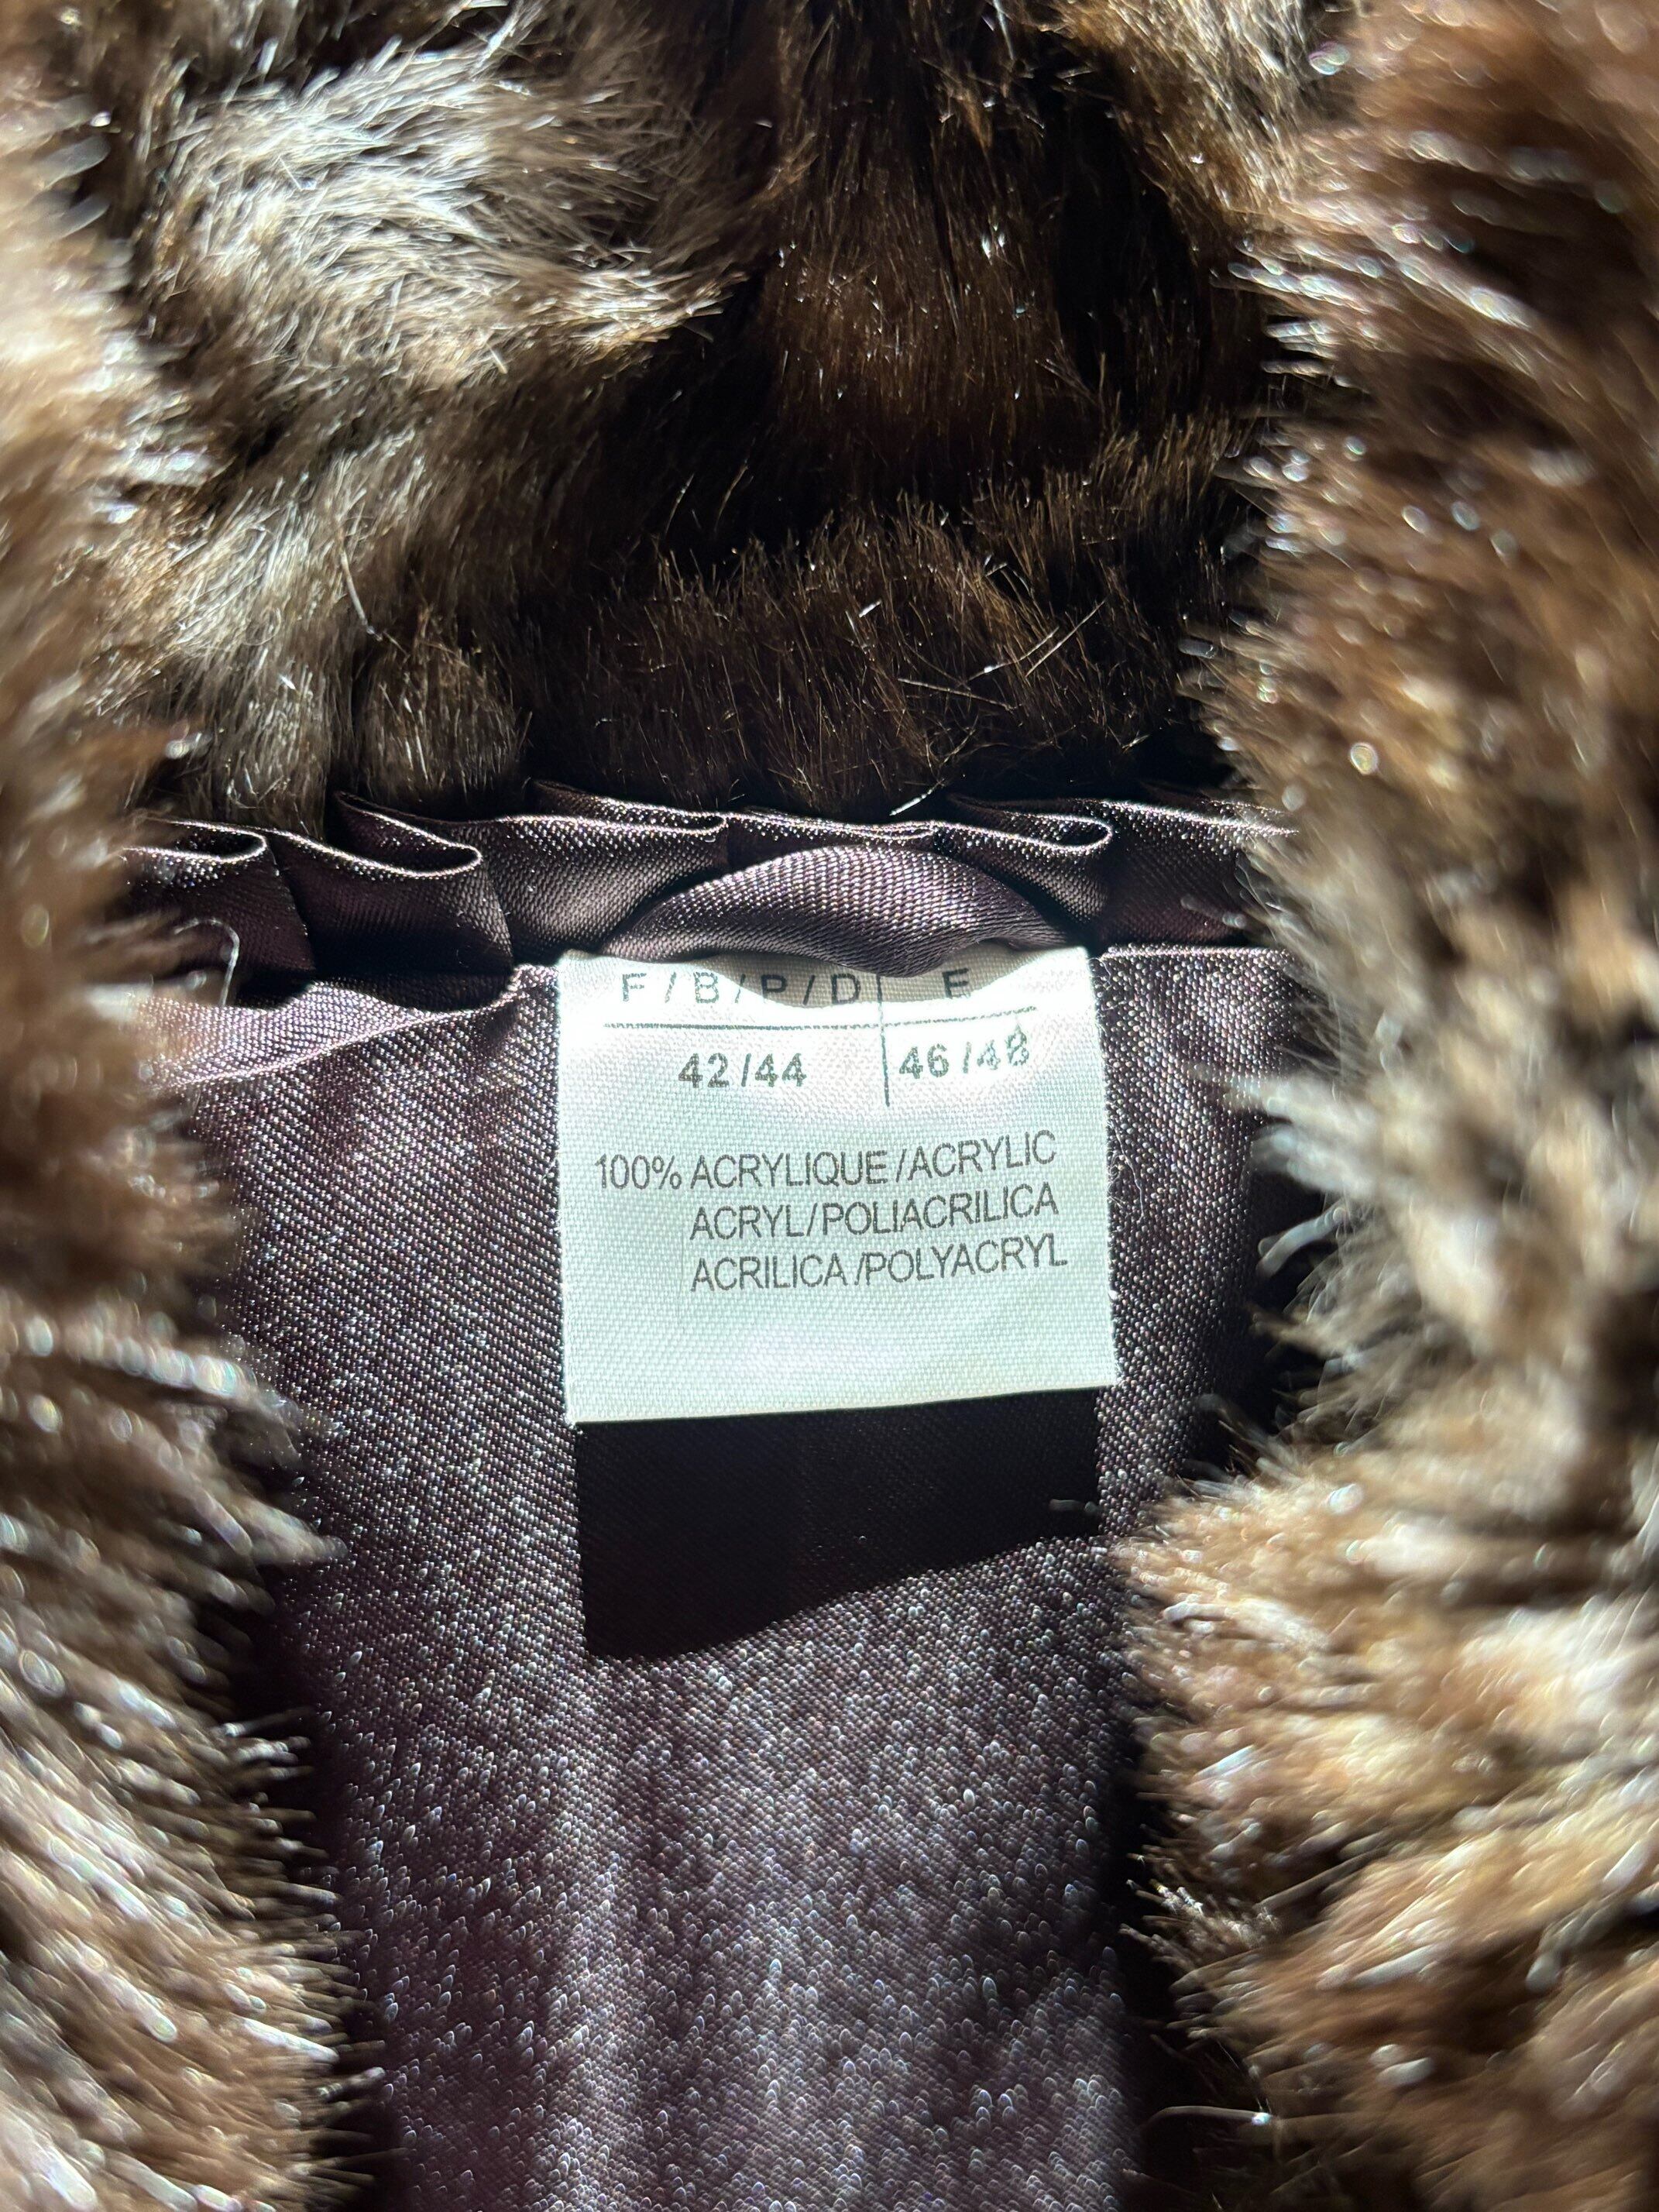 F/B/P/D E
42/44 46/48
100% ACRYLIQUE/ACRYLIC
ACRYL/POLIACRILICA
ACRILICA/POLYACRYL